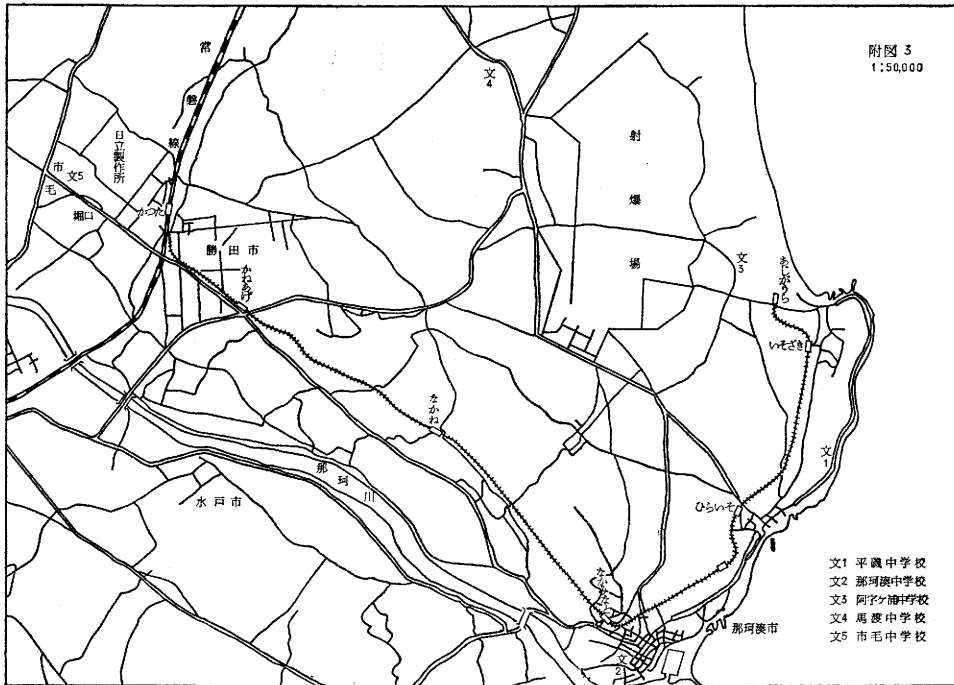 附図 3
1:50,000
常磐線
文4
日立製作所
射爆場
市毛
文5
堀口
かつた
勝田市
かねあげ
文3
あじがうら
いそざき
なかね
文1
那珂川
水戸市
ひらいそ
なかみなと
那珂湊市
文2
文1 平磯中学校
文2 那珂湊中学校
文3 阿字ケ浦中学校
文4 馬渡中学校
文5 市毛中学校